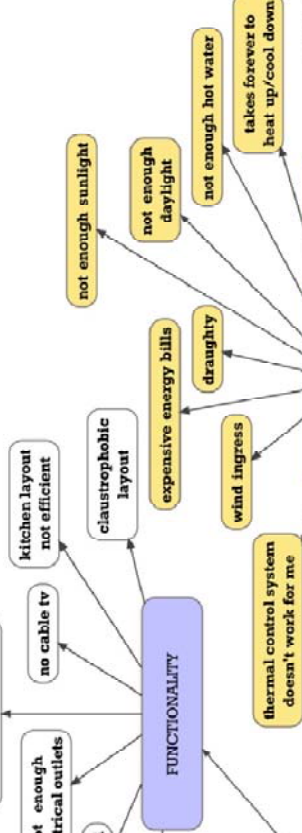 takes forever to
heat up/cool down
not enough hot water
not enough
daylight
not enough sunlight
draughty
expensive energy bills
wind ingress
claustrophobic
layout
kitchen layout
not efficient
thermal control system
doesn't work for me
no cable tv
FUNCTIONALITY
enough
trical outlets